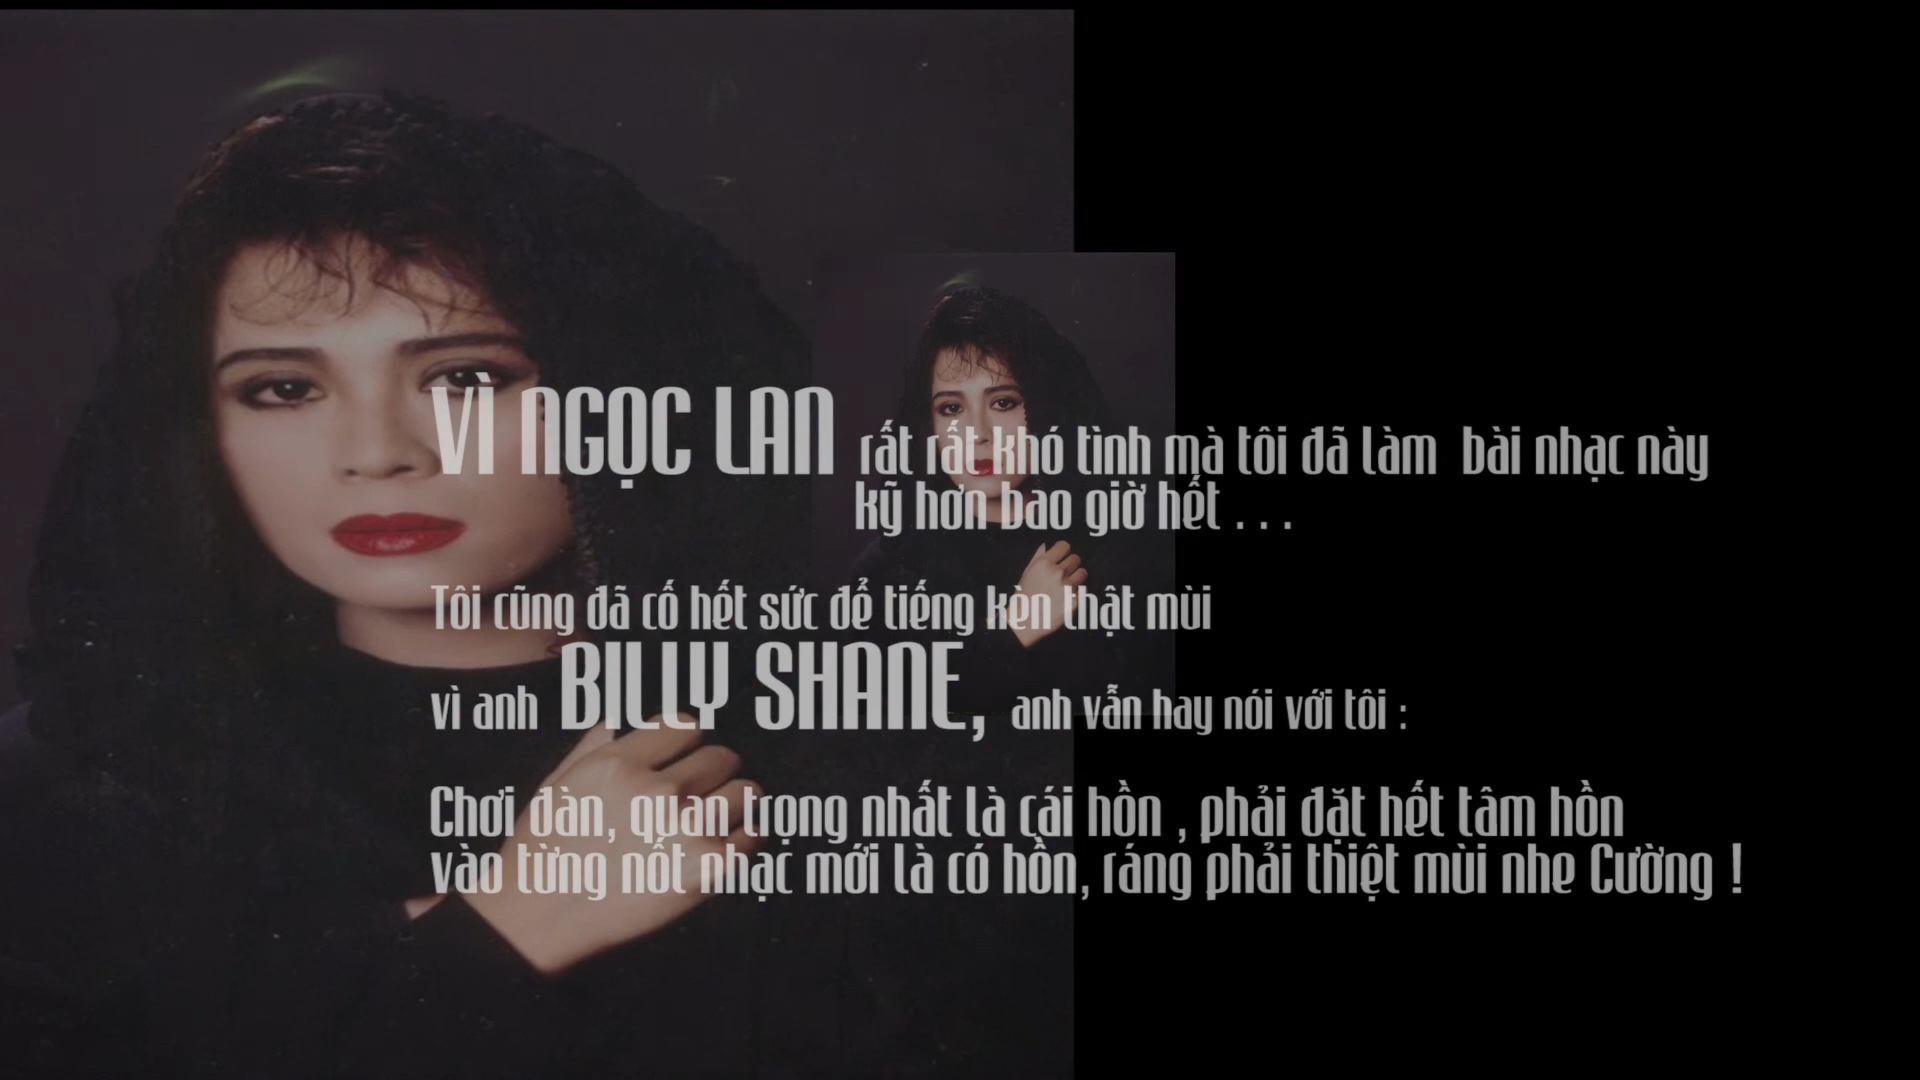 VÌ NGỌC LAN rất rất khó tình mà tôi đã làm bài nhạc này
kỹ hơn bao giờ hết . . .
Tôi cũng đã cố hết sức để tiếng kèn thật mùi
vì anh BILLY SHANE, anh vẫn hay nói với tôi :
Chơi đàn, quan trọng nhất là cái hồn , phải đặt hết tâm hồn
vào từng nốt nhạc mới là có hồn, ráng phải thiệt mùi nhe Cường !